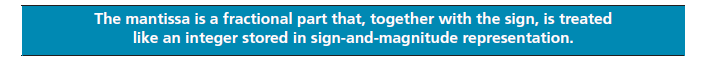 The mantissa is a fractional part that, together with the sign, is treated
like an integer stored in sign-and-magnitude representation.